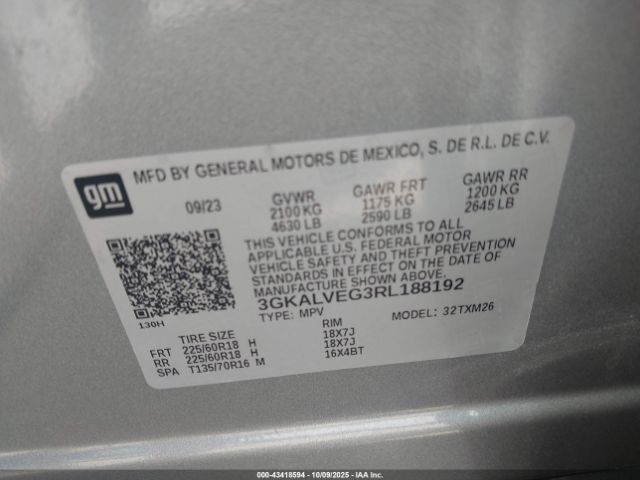 gm
MFD BY GENERAL MOTORS DE MEXICO, S. DE R.L. DE C.V.
09/23 GVWR GAWR FRT GAWR RR
2100 KG 1175 KG 1200 KG
4630 LB 2590 LB 2645 LB
THIS VEHICLE CONFORMS TO ALL
APPLICABLE U.S. FEDERAL MOTOR
VEHICLE SAFETY AND THEFT PREVENTION
STANDARDS IN EFFECT ON THE DATE OF
MANUFACTURE SHOWN ABOVE.
3GKALVEG3RL188192
TYPE: MPV MODEL: 32TXM26
130H
TIRE SIZE RIM
FRT 225/60R18 H 18X7J
RR 225/60R18 H 18X7J
SPA T135/70R16 M 16X4BT
000-43418594 | 10/09/2025 | IAA Inc.